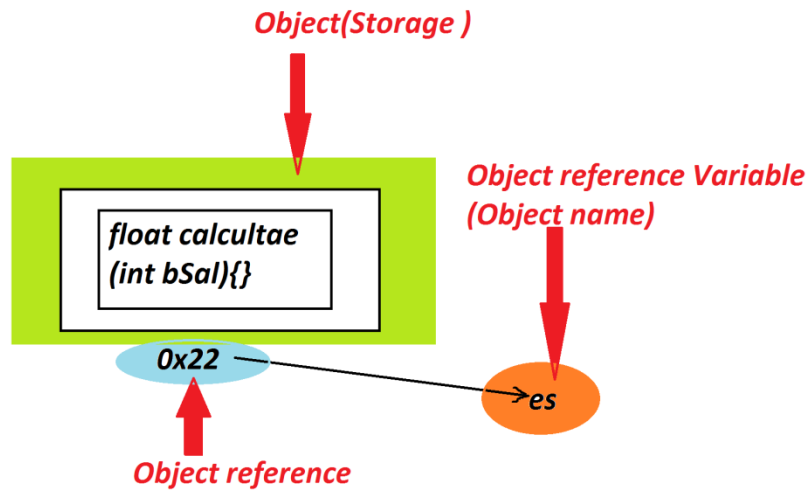 Object(Storage )
Object reference Variable
(Object name)
float calcultae
(int bSal){}
0x22
es
Object reference